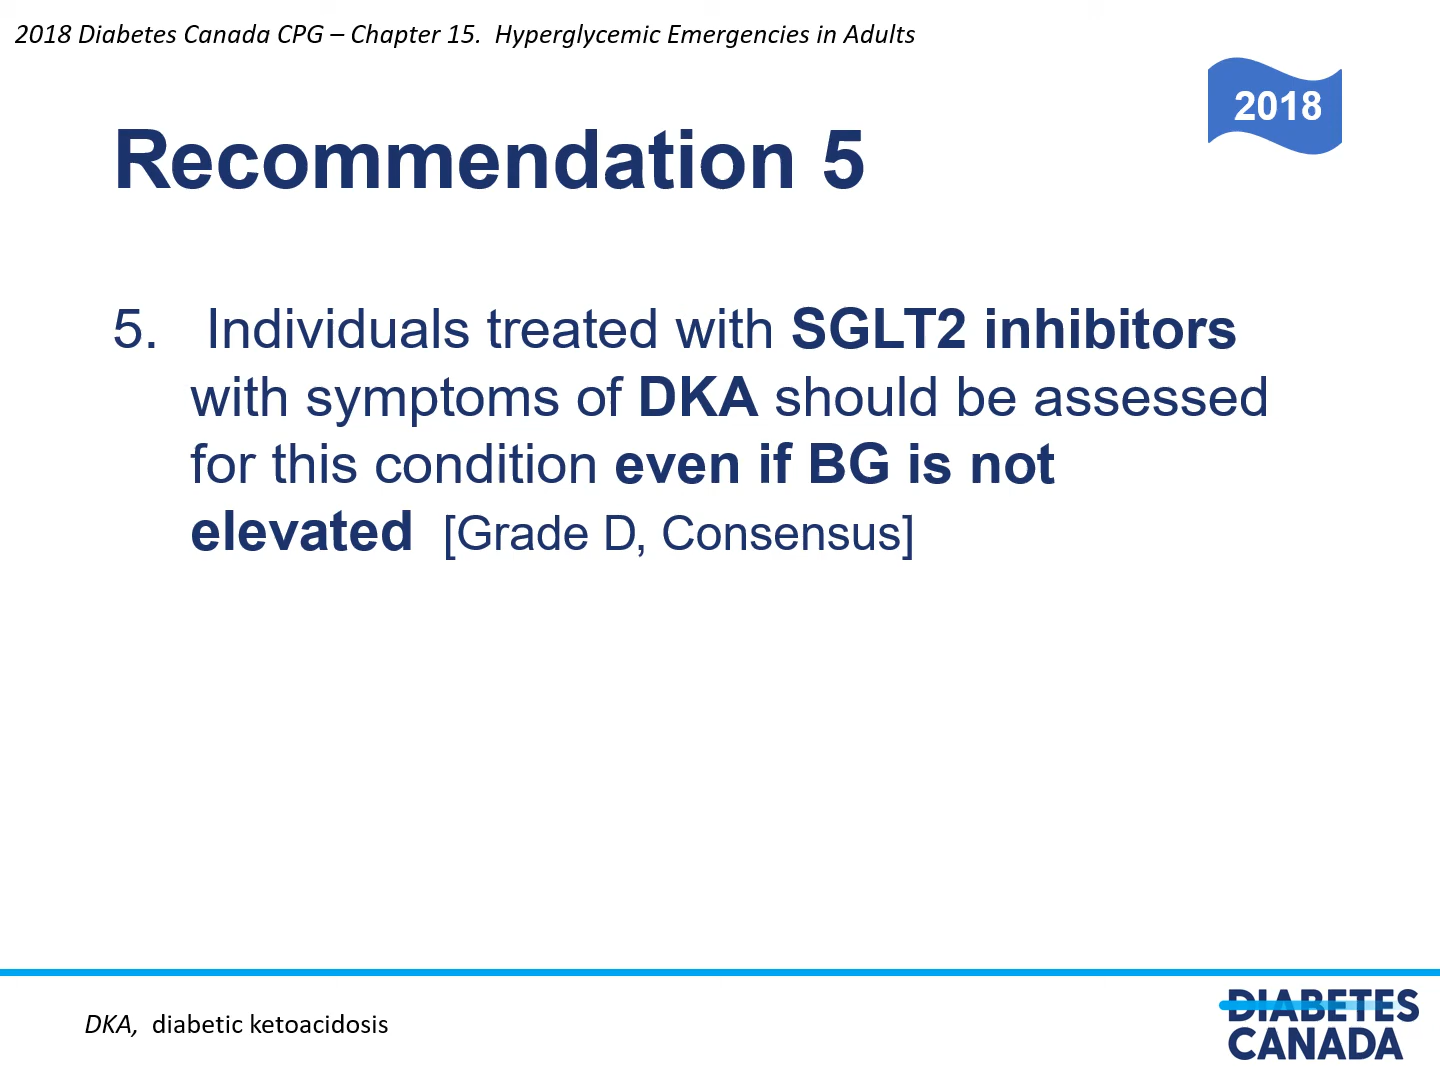 2018 Diabetes Canada CPG – Chapter 15. Hyperglycemic Emergencies in Adults
2018
Recommendation 5
5. Individuals treated with SGLT2 inhibitors
with symptoms of DKA should be assessed
for this condition even if BG is not
elevated [Grade D, Consensus]
DKA, diabetic ketoacidosis
DIABETES
CANADA